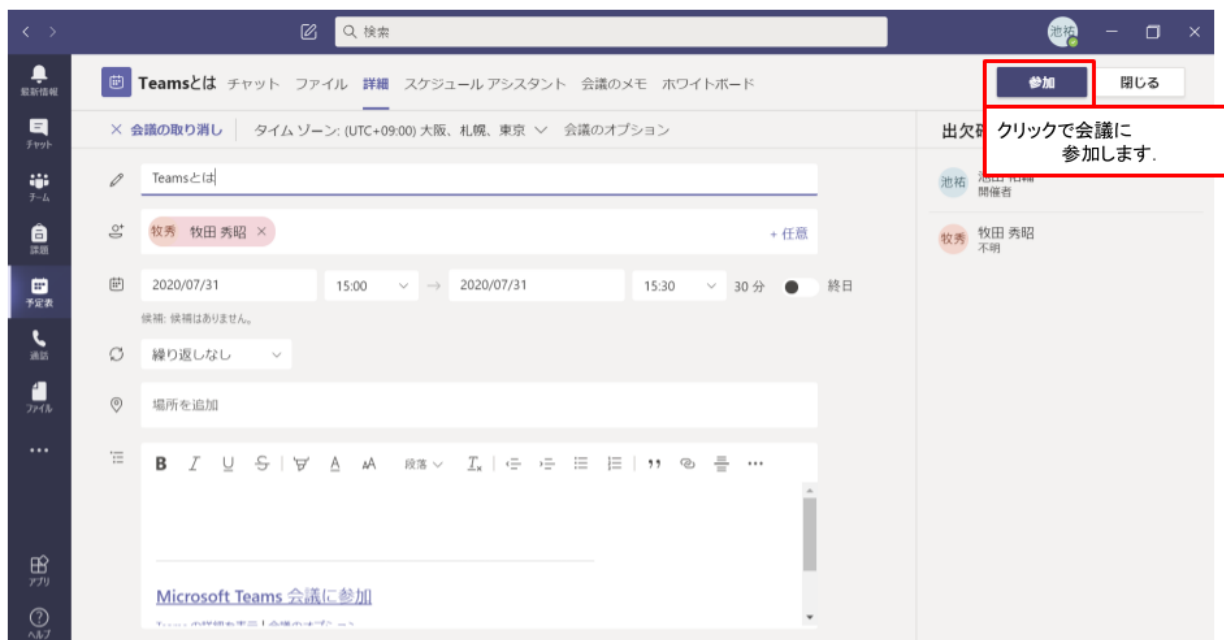 検索
池祐
最新情報
チャット
チーム
課題
予定表
通話
ファイル
アプリ
ヘルプ
Teamsとは チャット ファイル 詳細 スケジュール アシスタント 会議のメモ ホワイトボード
参加 閉じる
× 会議の取り消し タイム ゾーン: (UTC+09:00) 大阪、札幌、東京 会議のオプション
Teamsとは
牧秀 牧田 秀昭 ×
+ 任意
2020/07/31 15:00 → 2020/07/31 15:30 30 分 終日
候補: 候補はありません。
繰り返しなし
場所を追加
B I U S A AA 段落
Microsoft Teams 会議に参加
クリックで会議に
参加します.
池祐
開催者
牧秀 牧田 秀昭
不明